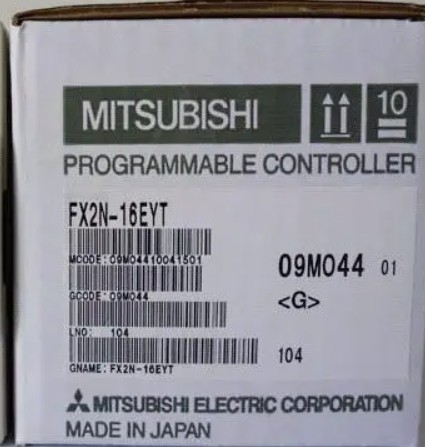 MITSUBISHI
10
PROGRAMMABLE CONTROLLER
FX2N-16EYT
MCODE:09M04410041501
09M044 01
GCODE:09M044
<G>
LNO: 104
104
GNAME:FX2N-16EYT
MITSUBISHI ELECTRIC CORPORATION
MADE IN JAPAN